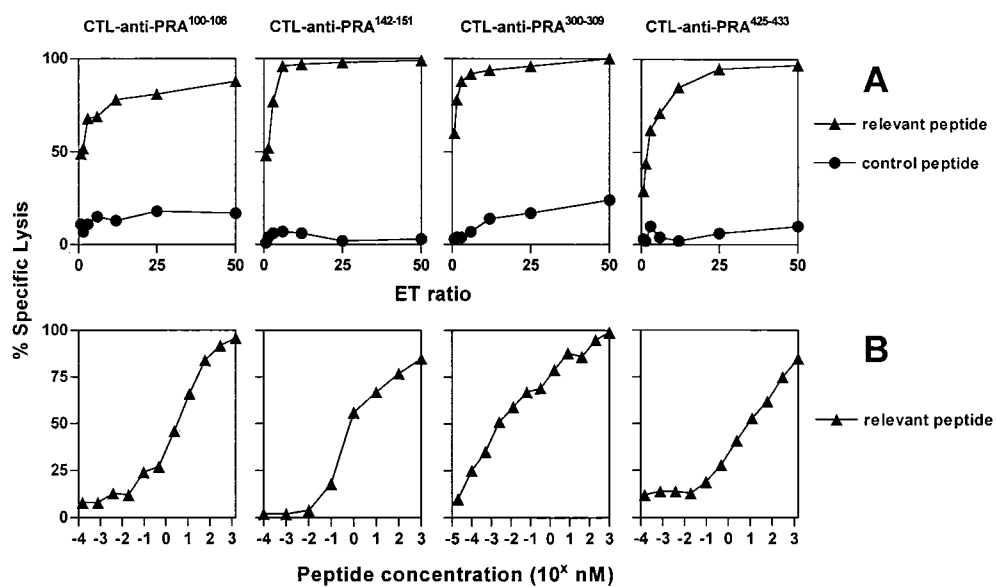 CTL-anti-PRA100-108 CTL-anti-PRA142-151 CTL-anti-PRA300-309 CTL-anti-PRA425-433
A
relevant peptide
control peptide
100
50
0
0 25 50 0 25 50 0 25 50 0 25 50
ET ratio
% Specific Lysis
B
relevant peptide
100
75
50
25
0
-4 -3 -2 -1 0 1 2 3 -4 -3 -2 -1 0 1 2 3 -5 -4 -3 -2 -1 0 1 2 3 -4 -3 -2 -1 0 1 2 3
Peptide concentration (10x nM)